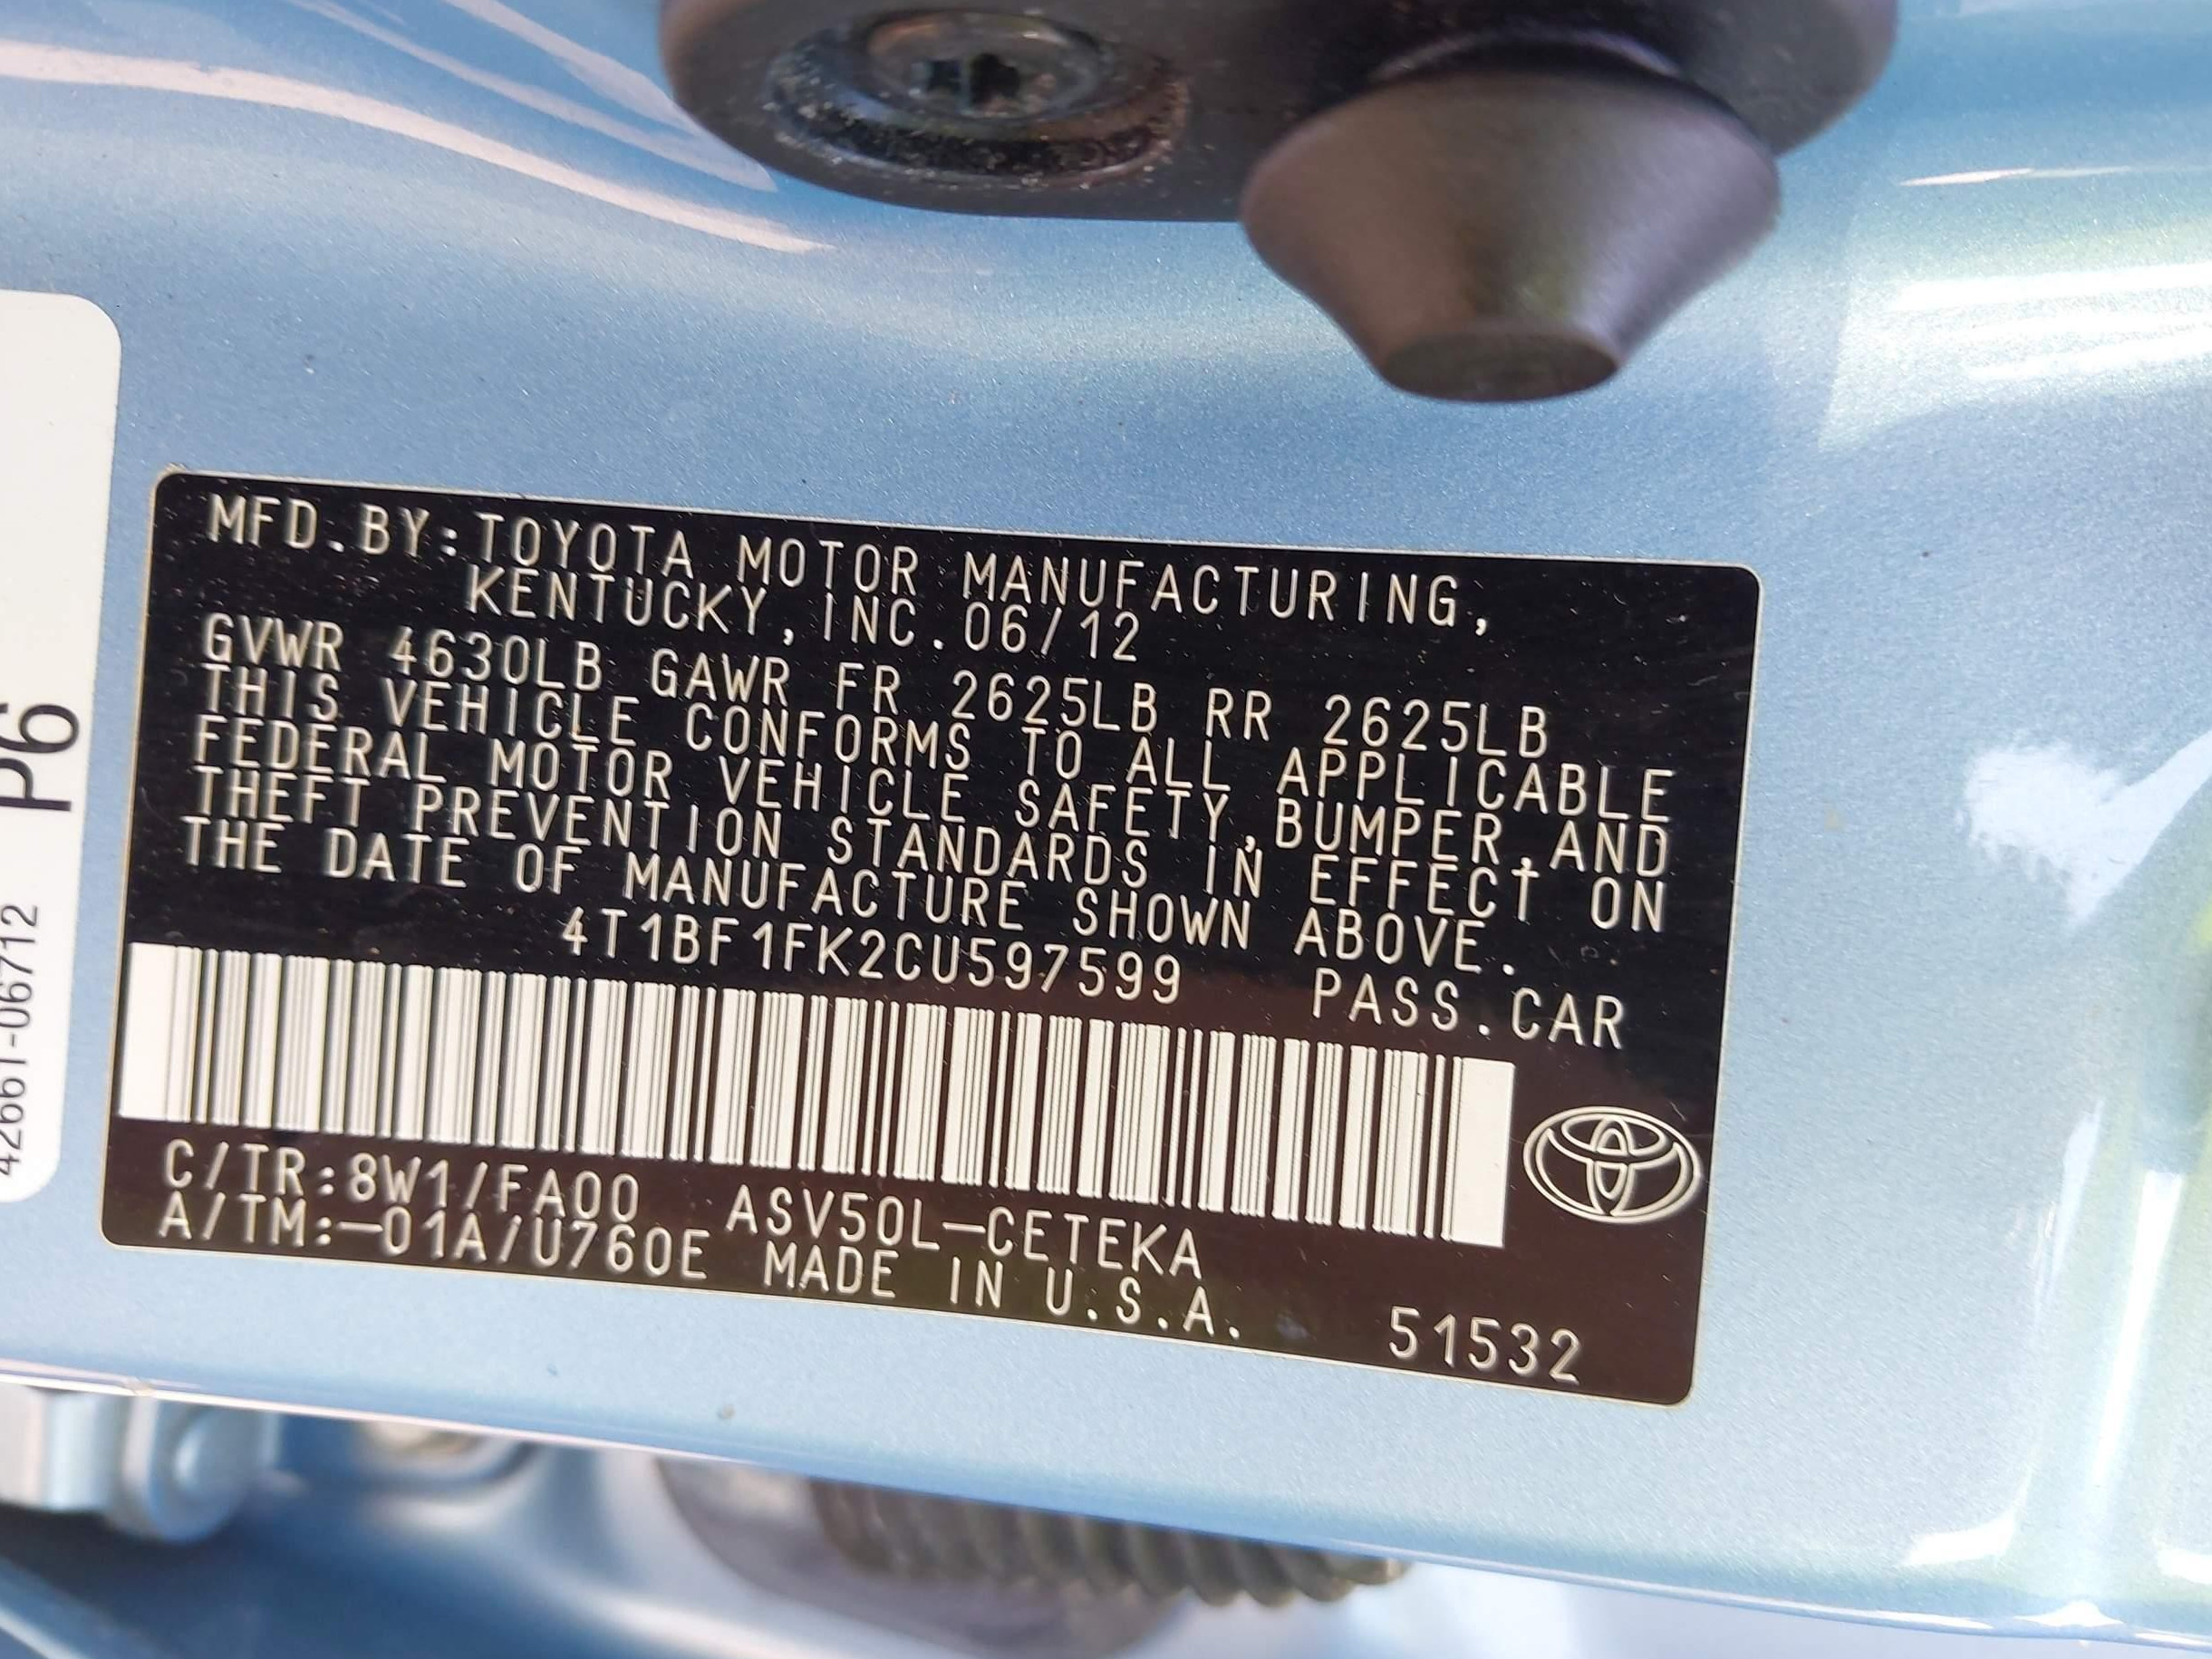 MFD.BY:TOYOTA MOTOR MANUFACTURING,
KENTUCKY,INC.06/12
GVWR 4630LB GAWR FR 2625LB RR 2625LB
THIS VEHICLE CONFORMS TO ALL APPLICABLE
FEDERAL MOTOR VEHICLE SAFETY,BUMPER,AND
THEFT PREVENTION STANDARDS IN EFFECT ON
THE DATE OF MANUFACTURE SHOWN ABOVE.
4T1BF1FK2CU597599 PASS.CAR
C/TR:8W1/FA00 ASV50L-CETEKA
A/TM:-01A/U760E MADE IN U.S.A. 51532
42661-06712 P6